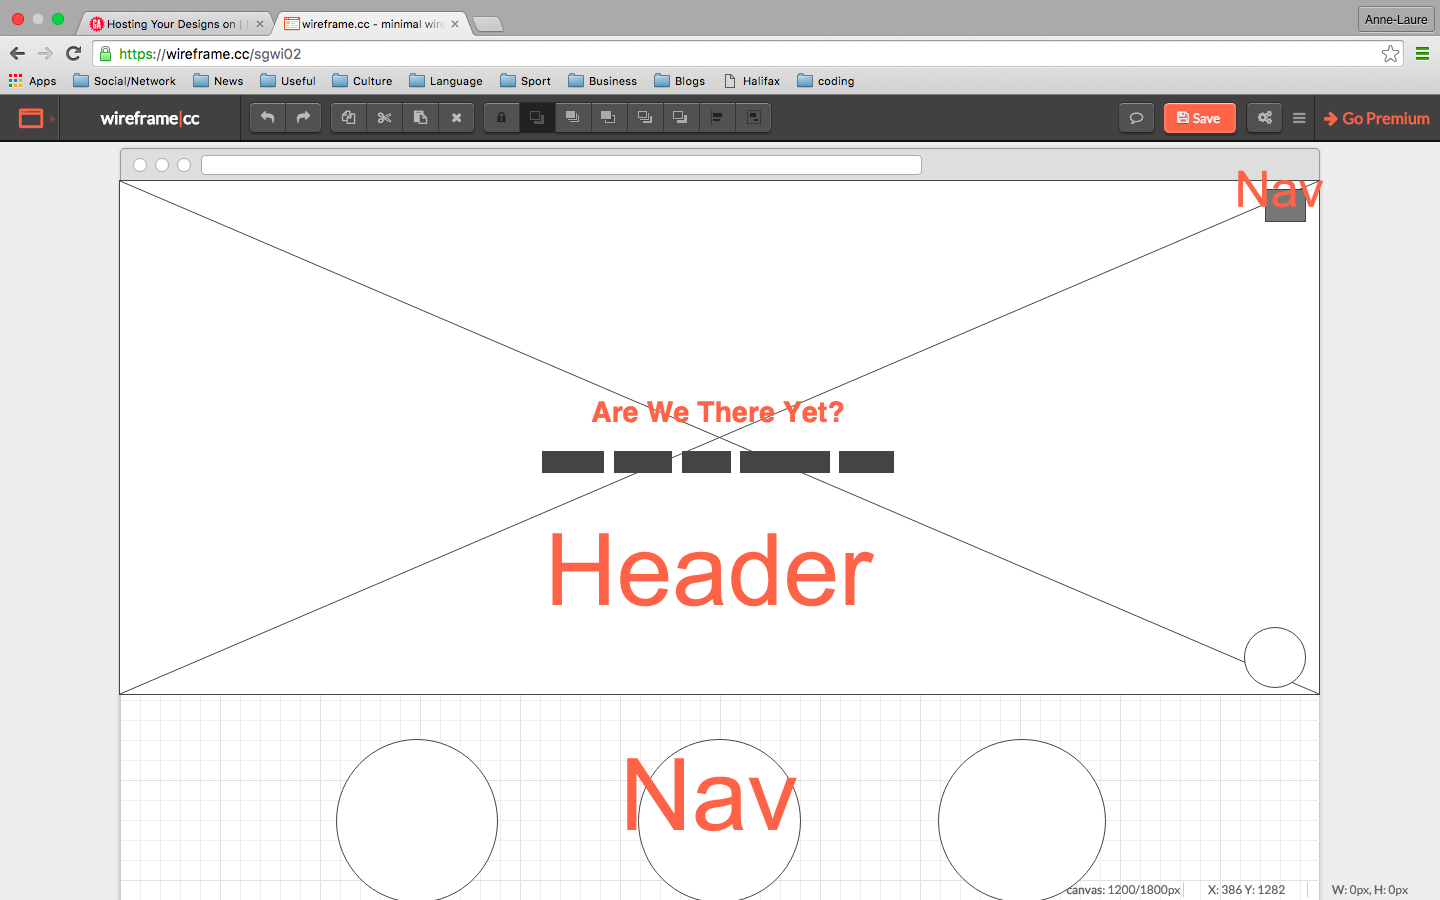 Hosting Your Designs on |
wireframe.cc - minimal wire
Anne-Laure
https://wireframe.cc/sgwi02
Apps Social/Network News Useful Culture Language Sport Business Blogs Halifax coding
wireframe|cc Save Go Premium
Nav
Are We There Yet?
Header
Nav
canvas: 1200/1800px X: 386 Y: 1282 W: 0px, H: 0px